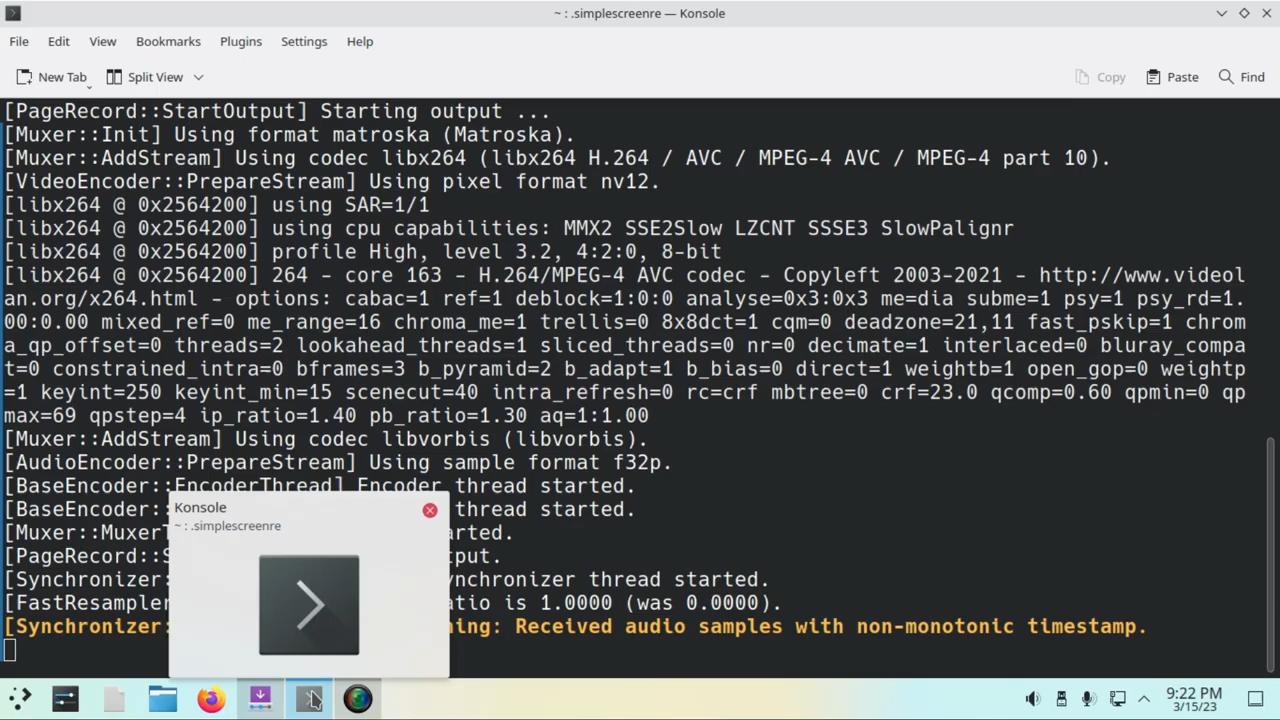 ~ : .simplescreenre — Konsole
File Edit View Bookmarks Plugins Settings Help
New Tab Split View Copy Paste Find
[PageRecord::StartOutput] Starting output ...
[Muxer::Init] Using format matroska (Matroska).
[Muxer::AddStream] Using codec libx264 (libx264 H.264 / AVC / MPEG-4 AVC / MPEG-4 part 10).
[VideoEncoder::PrepareStream] Using pixel format nv12.
[libx264 @ 0x2564200] using SAR=1/1
[libx264 @ 0x2564200] using cpu capabilities: MMX2 SSE2Slow LZCNT SSSE3 SlowPalignr
[libx264 @ 0x2564200] profile High, level 3.2, 4:2:0, 8-bit
[libx264 @ 0x2564200] 264 - core 163 - H.264/MPEG-4 AVC codec - Copyleft 2003-2021 - http://www.videol
an.org/x264.html - options: cabac=1 ref=1 deblock=1:0:0 analyse=0x3:0x3 me=dia subme=1 psy=1 psy_rd=1.
00:0.00 mixed_ref=0 me_range=16 chroma_me=1 trellis=0 8x8dct=1 cqm=0 deadzone=21,11 fast_pskip=1 chrom
a_qp_offset=0 threads=2 lookahead_threads=1 sliced_threads=0 nr=0 decimate=1 interlaced=0 bluray_compa
t=0 constrained_intra=0 bframes=3 b_pyramid=2 b_adapt=1 b_bias=0 direct=1 weightb=1 open_gop=0 weightp
=1 keyint=250 keyint_min=15 scenecut=40 intra_refresh=0 rc=crf mbtree=0 crf=23.0 qcomp=0.60 qpmin=0 qp
max=69 qpstep=4 ip_ratio=1.40 pb_ratio=1.30 aq=1:1.00
[Muxer::AddStream] Using codec libvorbis (libvorbis).
[AudioEncoder::PrepareStream] Using sample format f32p.
[BaseEncoder::EncoderThread] Encoder thread started.
[BaseEncoder: thread started.
[Muxer::Muxer arted.
[PageRecord::S put.
[Synchronizer: ynchronizer thread started.
[FastResampler atio is 1.0000 (was 0.0000).
[Synchronizer: ning: Received audio samples with non-monotonic timestamp.
Konsole
~ : .simplescreenre
9:22 PM
3/15/23